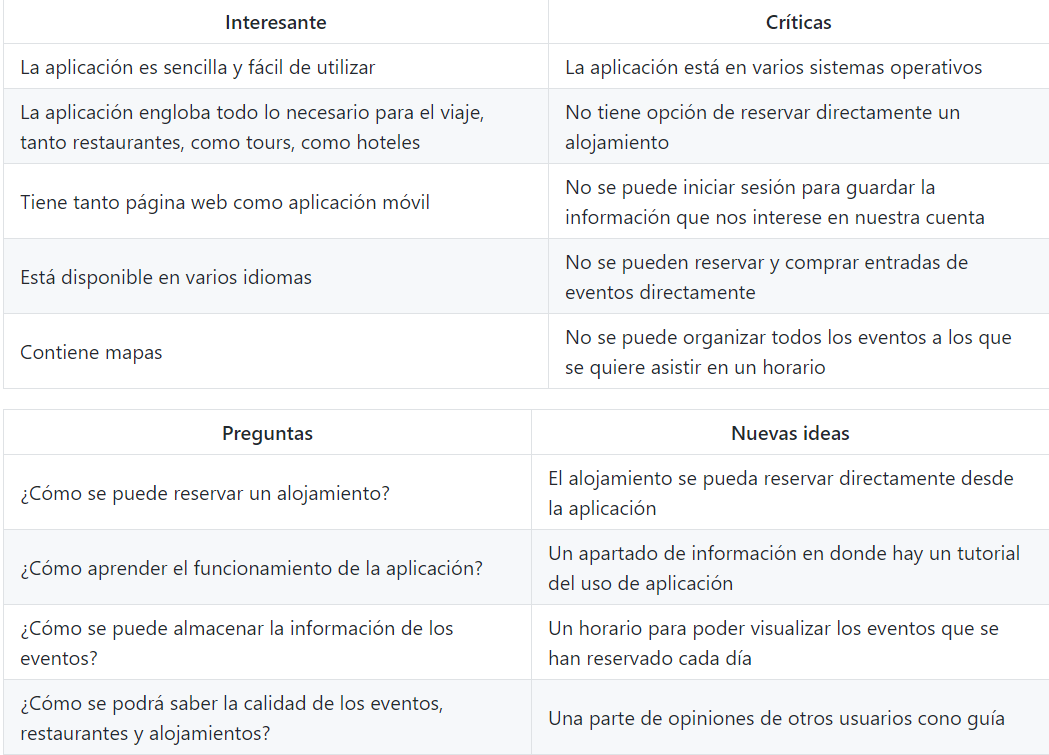 Interesante
Críticas
La aplicación es sencilla y fácil de utilizar
La aplicación está en varios sistemas operativos
La aplicación engloba todo lo necesario para el viaje,
tanto restaurantes, como tours, como hoteles
No tiene opción de reservar directamente un
alojamiento
Tiene tanto página web como aplicación móvil
No se puede iniciar sesión para guardar la
información que nos interese en nuestra cuenta
Está disponible en varios idiomas
No se pueden reservar y comprar entradas de
eventos directamente
Contiene mapas
No se puede organizar todos los eventos a los que
se quiere asistir en un horario
Preguntas
Nuevas ideas
¿Cómo se puede reservar un alojamiento?
El alojamiento se pueda reservar directamente desde
la aplicación
¿Cómo aprender el funcionamiento de la aplicación?
Un apartado de información en donde hay un tutorial
del uso de aplicación
¿Cómo se puede almacenar la información de los
eventos?
Un horario para poder visualizar los eventos que se
han reservado cada día
¿Cómo se podrá saber la calidad de los eventos,
restaurantes y alojamientos?
Una parte de opiniones de otros usuarios cono guía